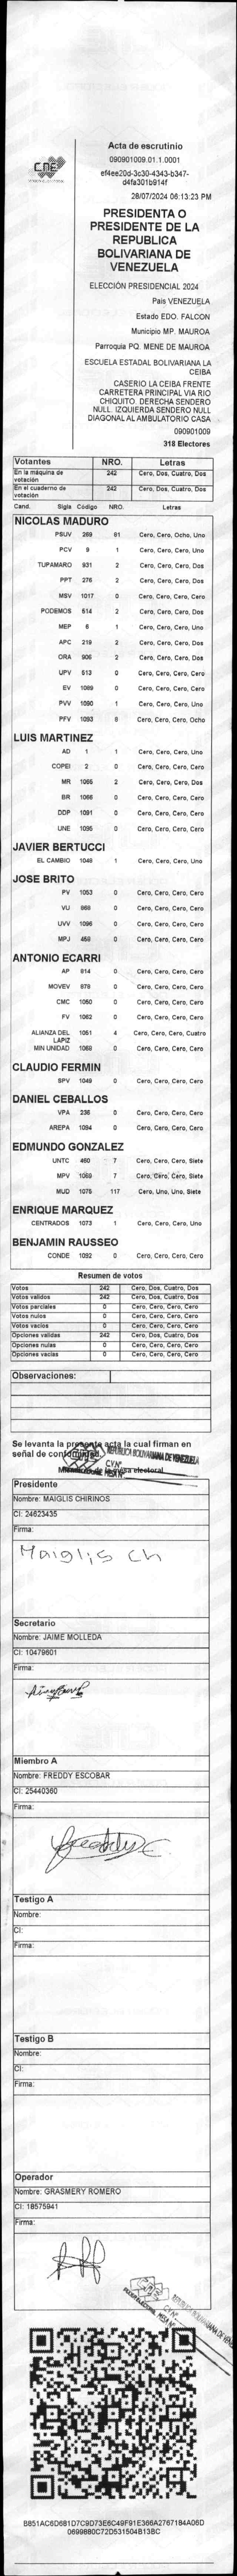 CNE
Acta de escrutinio
090901009.01.1.0001
ef4ee20d-3c30-4343-b347-
d4fa301b914f
28/07/2024 06:13:23 PM
PRESIDENTA O
PRESIDENTE DE LA
REPUBLICA
BOLIVARIANA DE
VENEZUELA
ELECCIÓN PRESIDENCIAL 2024
Pais VENEZUELA
Estado EDO. FALCON
Municipio MP. MAUROA
Parroquia PQ. MENE DE MAUROA
ESCUELA ESTADAL BOLIVARIANA LA
CEIBA
CASERIO LA CEIBA FRENTE
CARRETERA PRINCIPAL VIA RIO
CHIQUITO. DERECHA SENDERO
NULL. IZQUIERDA SENDERO NULL
DIAGONAL AL AMBULATORIO CASA
090901009
318 Electores
Votantes NRO. Letras
En la máquina de votación 242 Cero, Dos, Cuatro, Dos
En el cuaderno de votación 242 Cero, Dos, Cuatro, Dos
Cand. Sigla Código NRO. Letras
NICOLAS MADURO
PSUV 269 81 Cero, Cero, Ocho, Uno
PCV 9 1 Cero, Cero, Cero, Uno
TUPAMARO 931 2 Cero, Cero, Cero, Dos
PPT 276 2 Cero, Cero, Cero, Dos
MSV 1017 0 Cero, Cero, Cero, Cero
PODEMOS 514 2 Cero, Cero, Cero, Dos
MEP 6 1 Cero, Cero, Cero, Uno
APC 219 2 Cero, Cero, Cero, Dos
ORA 906 2 Cero, Cero, Cero, Dos
UPV 513 0 Cero, Cero, Cero, Cero
EV 1089 0 Cero, Cero, Cero, Cero
PVV 1090 1 Cero, Cero, Cero, Uno
PFV 1093 8 Cero, Cero, Cero, Ocho
LUIS MARTINEZ
AD 1 1 Cero, Cero, Cero, Uno
COPEI 2 0 Cero, Cero, Cero, Cero
MR 1065 2 Cero, Cero, Cero, Dos
BR 1066 0 Cero, Cero, Cero, Cero
DDP 1091 0 Cero, Cero, Cero, Cero
UNE 1095 0 Cero, Cero, Cero, Cero
JAVIER BERTUCCI
EL CAMBIO 1048 1 Cero, Cero, Cero, Uno
JOSE BRITO
PV 1053 0 Cero, Cero, Cero, Cero
VU 868 0 Cero, Cero, Cero, Cero
UVV 1096 0 Cero, Cero, Cero, Cero
MPJ 459 0 Cero, Cero, Cero, Cero
ANTONIO ECARRI
AP 814 0 Cero, Cero, Cero, Cero
MOVEV 978 0 Cero, Cero, Cero, Cero
CMC 1050 0 Cero, Cero, Cero, Cero
FV 1062 0 Cero, Cero, Cero, Cero
ALIANZA DEL LAPIZ 1051 4 Cero, Cero, Cero, Cuatro
MIN UNIDAD 1069 0 Cero, Cero, Cero, Cero
CLAUDIO FERMIN
SPV 1049 0 Cero, Cero, Cero, Cero
DANIEL CEBALLOS
VPA 236 0 Cero, Cero, Cero, Cero
AREPA 1094 0 Cero, Cero, Cero, Cero
EDMUNDO GONZALEZ
UNTC 460 7 Cero, Cero, Cero, Siete
MPV 1059 7 Cero, Cero, Cero, Siete
MUD 1075 117 Cero, Uno, Uno, Siete
ENRIQUE MARQUEZ
CENTRADOS 1073 1 Cero, Cero, Cero, Uno
BENJAMIN RAUSSEO
CONDE 1092 0 Cero, Cero, Cero, Cero
Resumen de votos
Votos 242 Cero, Dos, Cuatro, Dos
Votos validos 242 Cero, Dos, Cuatro, Dos
Votos parciales 0 Cero, Cero, Cero, Cero
Votos nulos 0 Cero, Cero, Cero, Cero
Votos vacios 0 Cero, Cero, Cero, Cero
Opciones validas 242 Cero, Dos, Cuatro, Dos
Opciones nulas 0 Cero, Cero, Cero, Cero
Opciones vacias 0 Cero, Cero, Cero, Cero
Observaciones:
Se levanta la presente acta la cual firman en
señal de conformidad.
REPUBLICA BOLIVARIANA DE VENEZUELA
mesa electoral
Presidente
Nombre: MAIGLIS CHIRINOS
CI: 24623435
Firma:
Maiglis Ch
Secretario
Nombre: JAIME MOLLEDA
CI: 10479601
Firma:
Miembro A
Nombre: FREDDY ESCOBAR
CI: 25440360
Firma:
Freddy E
Testigo A
Nombre:
CI:
Firma:
Testigo B
Nombre:
CI:
Firma:
Operador
Nombre: GRASMERY ROMERO
CI: 18575941
Firma:
REPUBLICA BOLIVARIANA DE
B851AC6D681D7C9D73E6C49F91E366A2767184A06D
0699880C72D531504B13BC